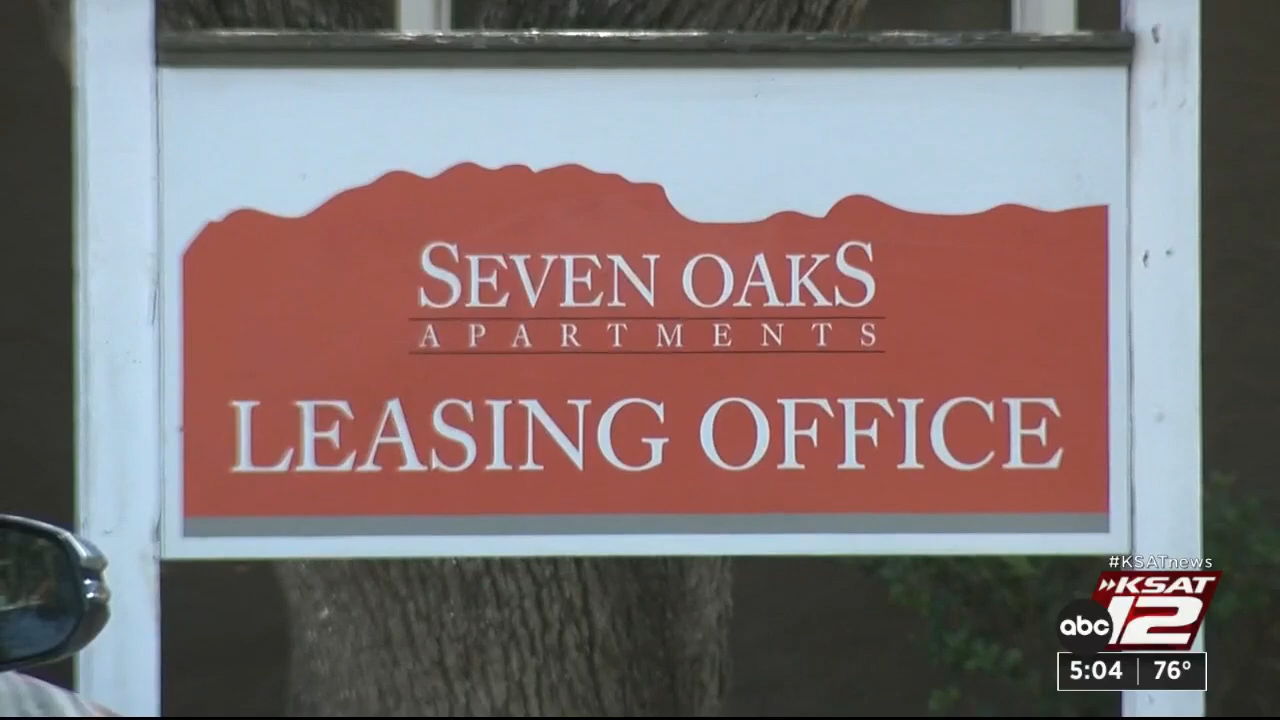 SEVEN OAKS
APARTMENTS
LEASING OFFICE
#KSATnews
KSAT
abc 12
5:04 76°